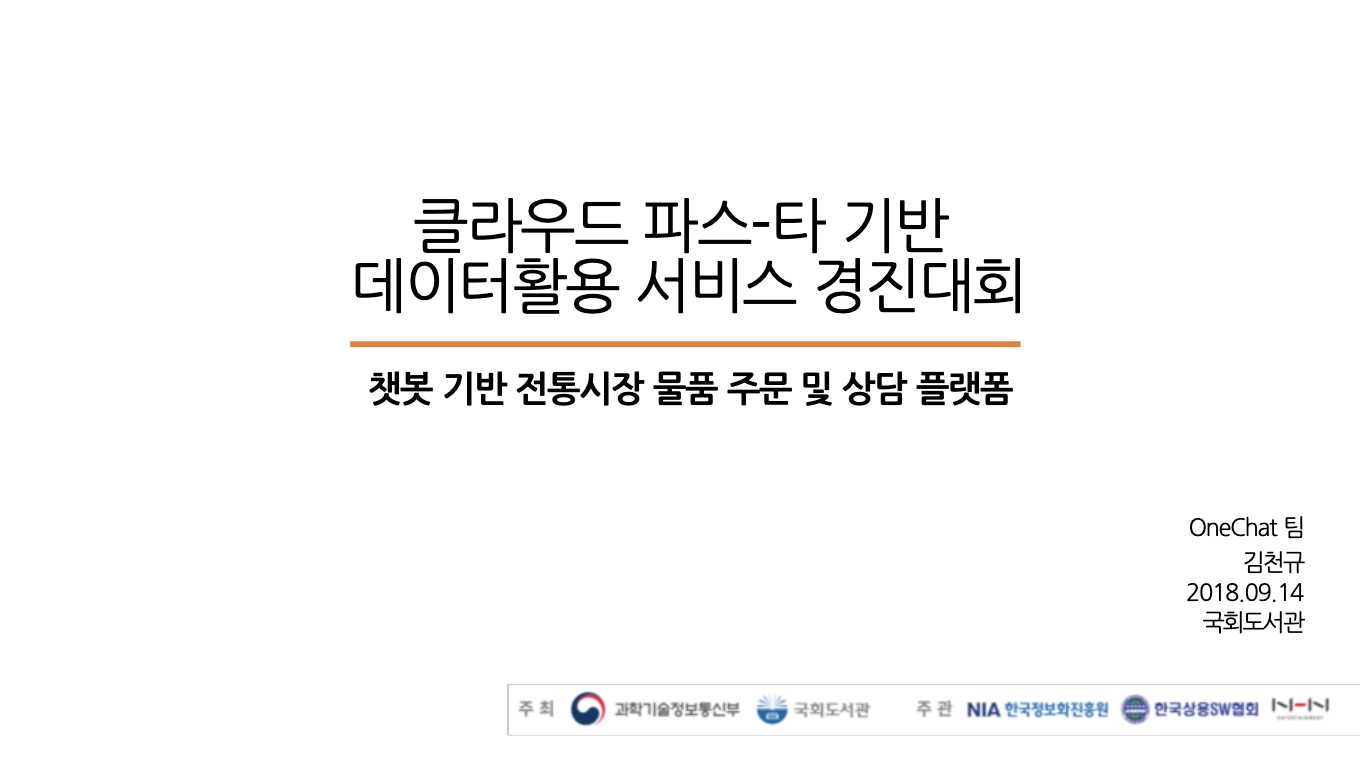 클라우드 파스-타 기반
데이터활용 서비스 경진대회
챗봇 기반 전통시장 물품 주문 및 상담 플랫폼
OneChat 팀
김천규
2018.09.14
국회도서관
주 최 과학기술정보통신부 국회도서관 주 관 NIA 한국정보화진흥원 한국상용SW협회 NHN
ENTERTAINMENT